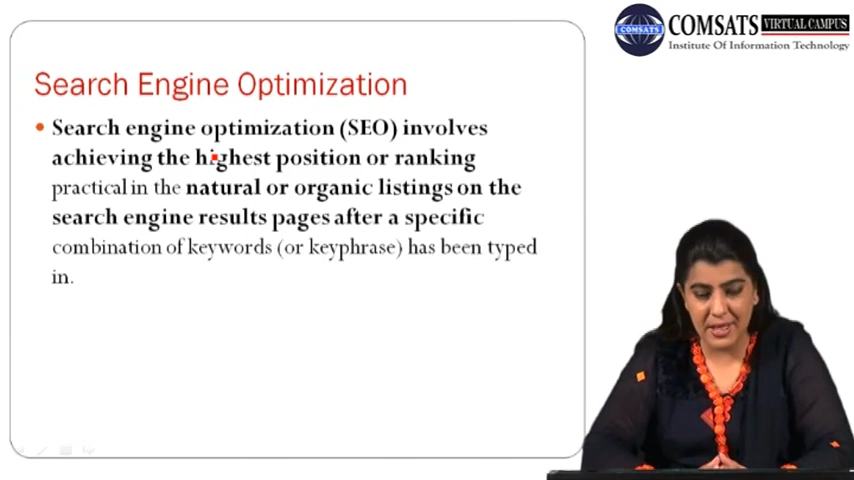 COMSATS VIRTUAL CAMPUS
Institute Of Information Technology
Search Engine Optimization
• Search engine optimization (SEO) involves
achieving the highest position or ranking
practical in the natural or organic listings on the
search engine results pages after a specific
combination of keywords (or keyphrase) has been typed
in.
COMSATS